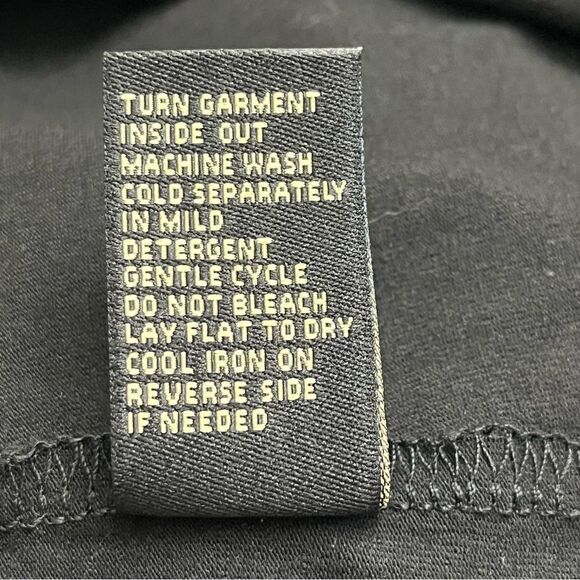 TURN GARMENT
INSIDE OUT
MACHINE WASH
COLD SEPARATELY
IN MILD
DETERGENT
GENTLE CYCLE
DO NOT BLEACH
LAY FLAT TO DRY
COOL IRON ON
REVERSE SIDE
IF NEEDED